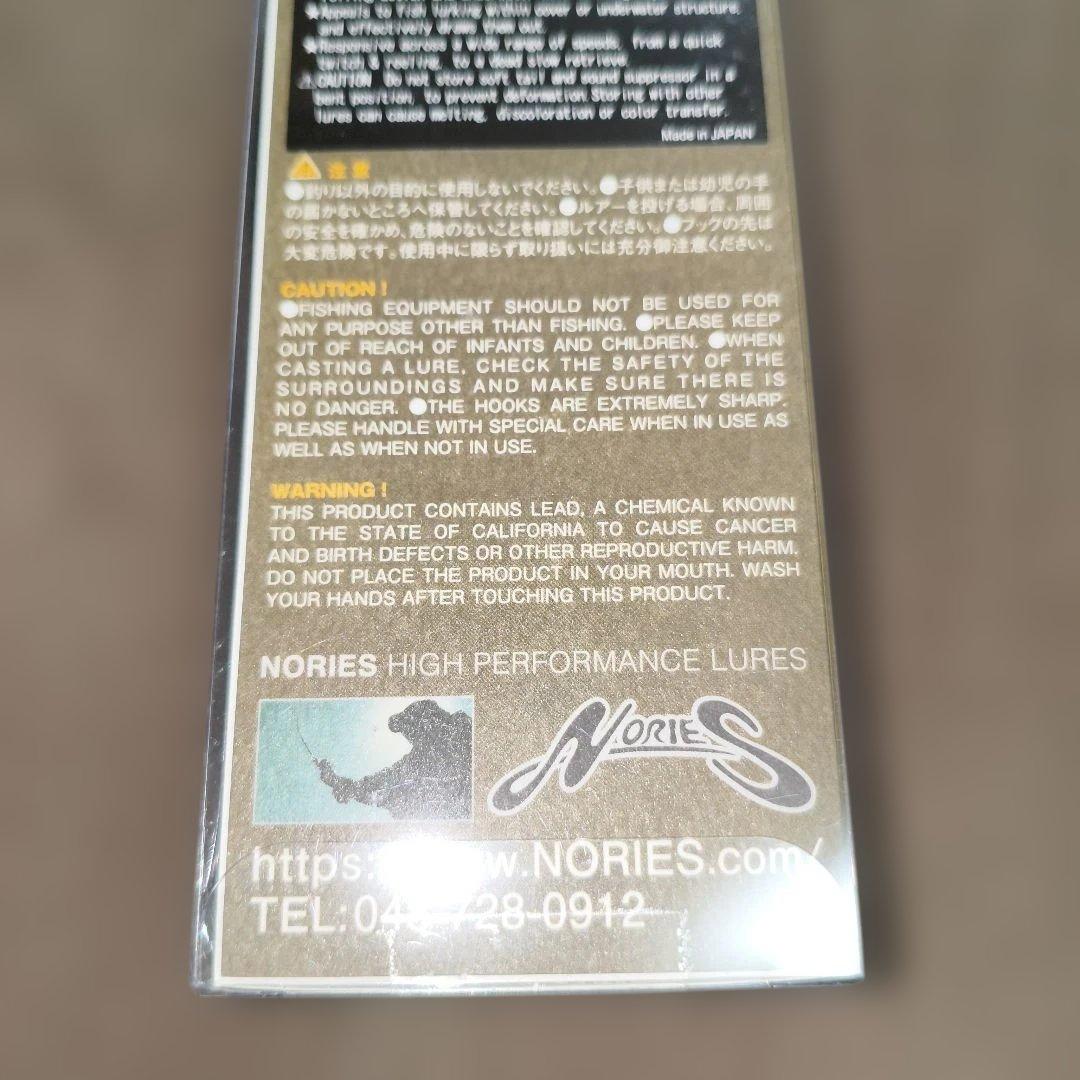 ★Appeals to fish lurking within cover or underwater structure
and effectively draws them out.
★Responsive across a wide range of speeds, from a quick
twitch & reeling, to a dead slow retrieve.
⚠CAUTION Do not store soft tail and sound suppressor in a
bent position, to prevent deformation.Storing with other
lures can cause melting, discoloration or color transfer.
Made in JAPAN
注意
●釣り以外の目的に使用しないでください。●子供または幼児の手
の届かないところへ保管してください。●ルアーを投げる場合、周囲
の安全を確かめ、危険のないことを確認してください。●フックの先は
大変危険です。使用中に限らず取り扱いには充分御注意ください。
CAUTION !
●FISHING EQUIPMENT SHOULD NOT BE USED FOR
ANY PURPOSE OTHER THAN FISHING. ●PLEASE KEEP
OUT OF REACH OF INFANTS AND CHILDREN. ●WHEN
CASTING A LURE, CHECK THE SAFETY OF THE
SURROUNDINGS AND MAKE SURE THERE IS
NO DANGER. ●THE HOOKS ARE EXTREMELY SHARP.
PLEASE HANDLE WITH SPECIAL CARE WHEN IN USE AS
WELL AS WHEN NOT IN USE.
WARNING !
THIS PRODUCT CONTAINS LEAD, A CHEMICAL KNOWN
TO THE STATE OF CALIFORNIA TO CAUSE CANCER
AND BIRTH DEFECTS OR OTHER REPRODUCTIVE HARM.
DO NOT PLACE THE PRODUCT IN YOUR MOUTH. WASH
YOUR HANDS AFTER TOUCHING THIS PRODUCT.
NORIES HIGH PERFORMANCE LURES
NORIES
https: w.NORIES.com/
TEL:04 728-0912